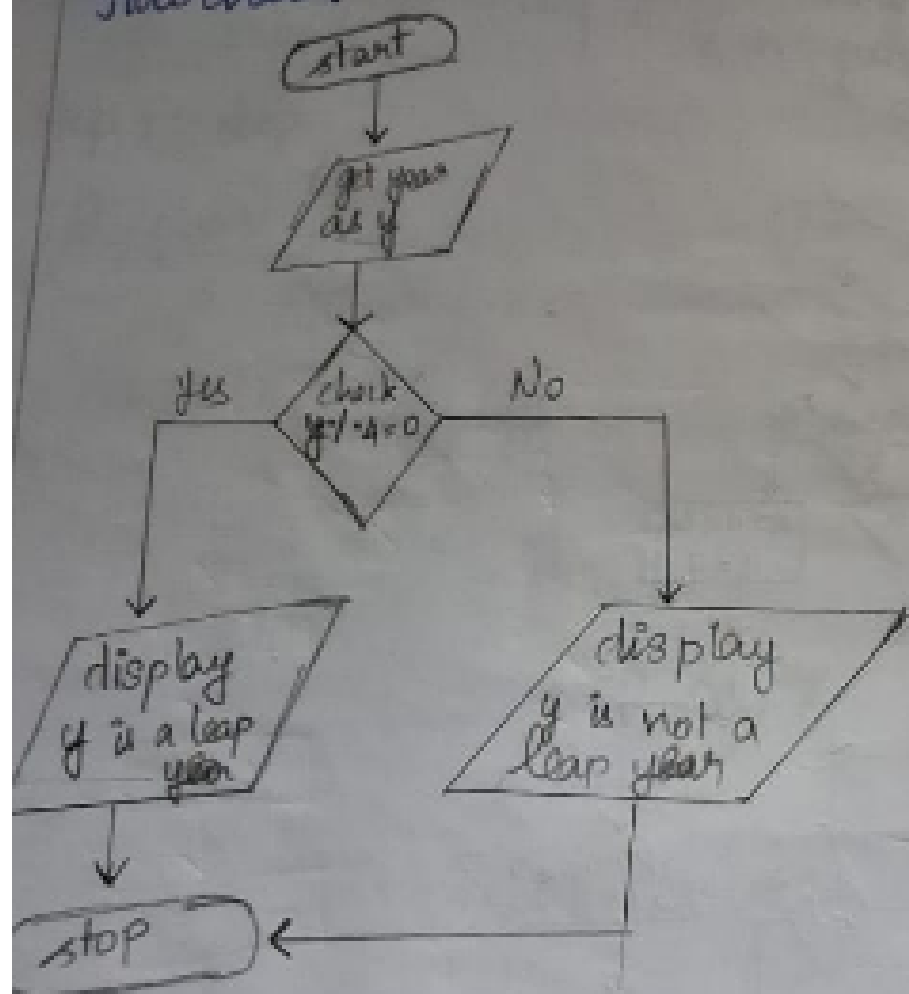 start
get year
as y
check
y%4=0
Yes
No
display
y is a leap
year
display
y is not a
leap year
stop